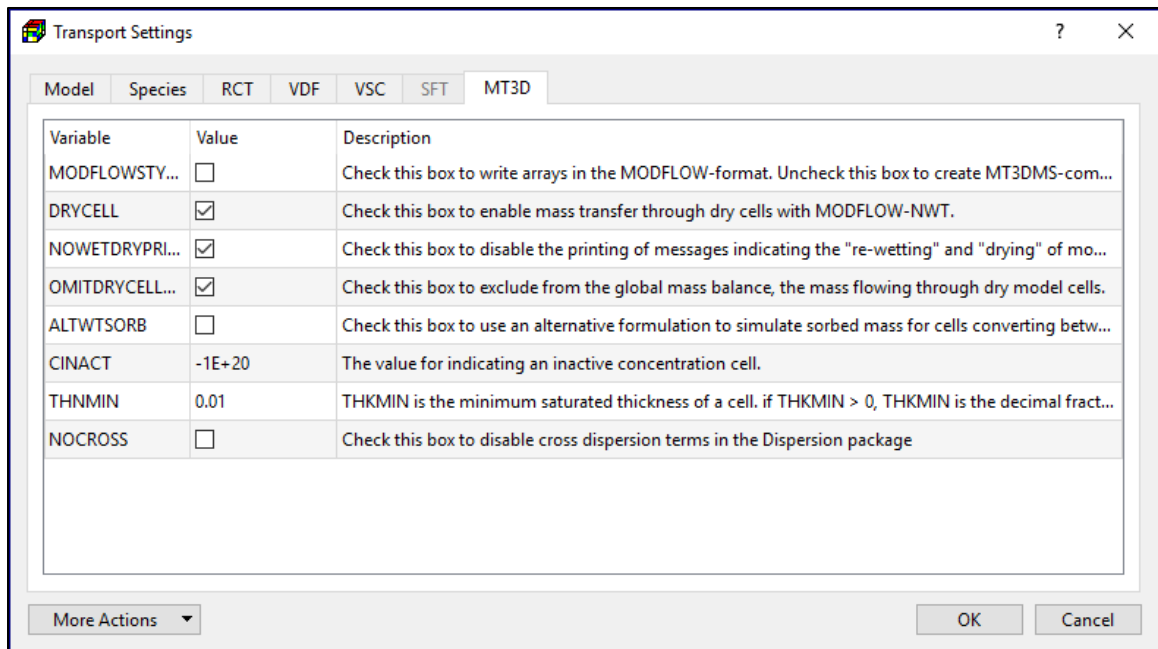 Transport Settings ?
Model Species RCT VDF VSC SFT MT3D
Variable Value Description
MODFLOWSTY... Check this box to write arrays in the MODFLOW-format. Uncheck this box to create MT3DMS-com...
DRYCELL Check this box to enable mass transfer through dry cells with MODFLOW-NWT.
NOWETDRYPRI... Check this box to disable the printing of messages indicating the "re-wetting" and "drying" of mo...
OMITDRYCELL... Check this box to exclude from the global mass balance, the mass flowing through dry model cells.
ALTWTSORB Check this box to use an alternative formulation to simulate sorbed mass for cells converting betw...
CINACT -1E+20 The value for indicating an inactive concentration cell.
THNMIN 0.01 THKMIN is the minimum saturated thickness of a cell. if THKMIN > 0, THKMIN is the decimal fract...
NOCROSS Check this box to disable cross dispersion terms in the Dispersion package
More Actions OK Cancel